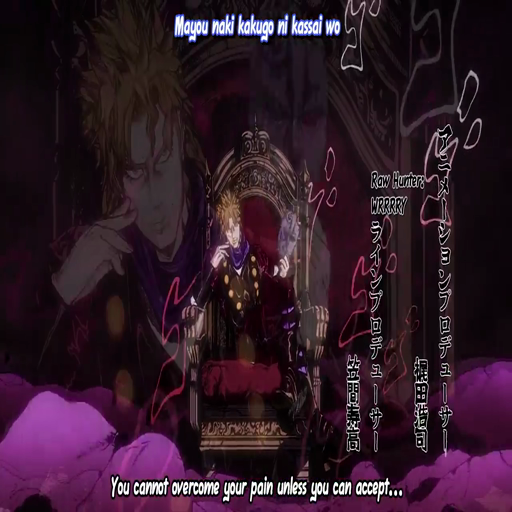 Mayou naki kakugo ni kassai wo
アニメーションプロデューサー
梶田浩司
Raw Hunter:
WRRRRY
ラインプロデューサー
笠間寿高
You cannot overcome your pain unless you can accept...